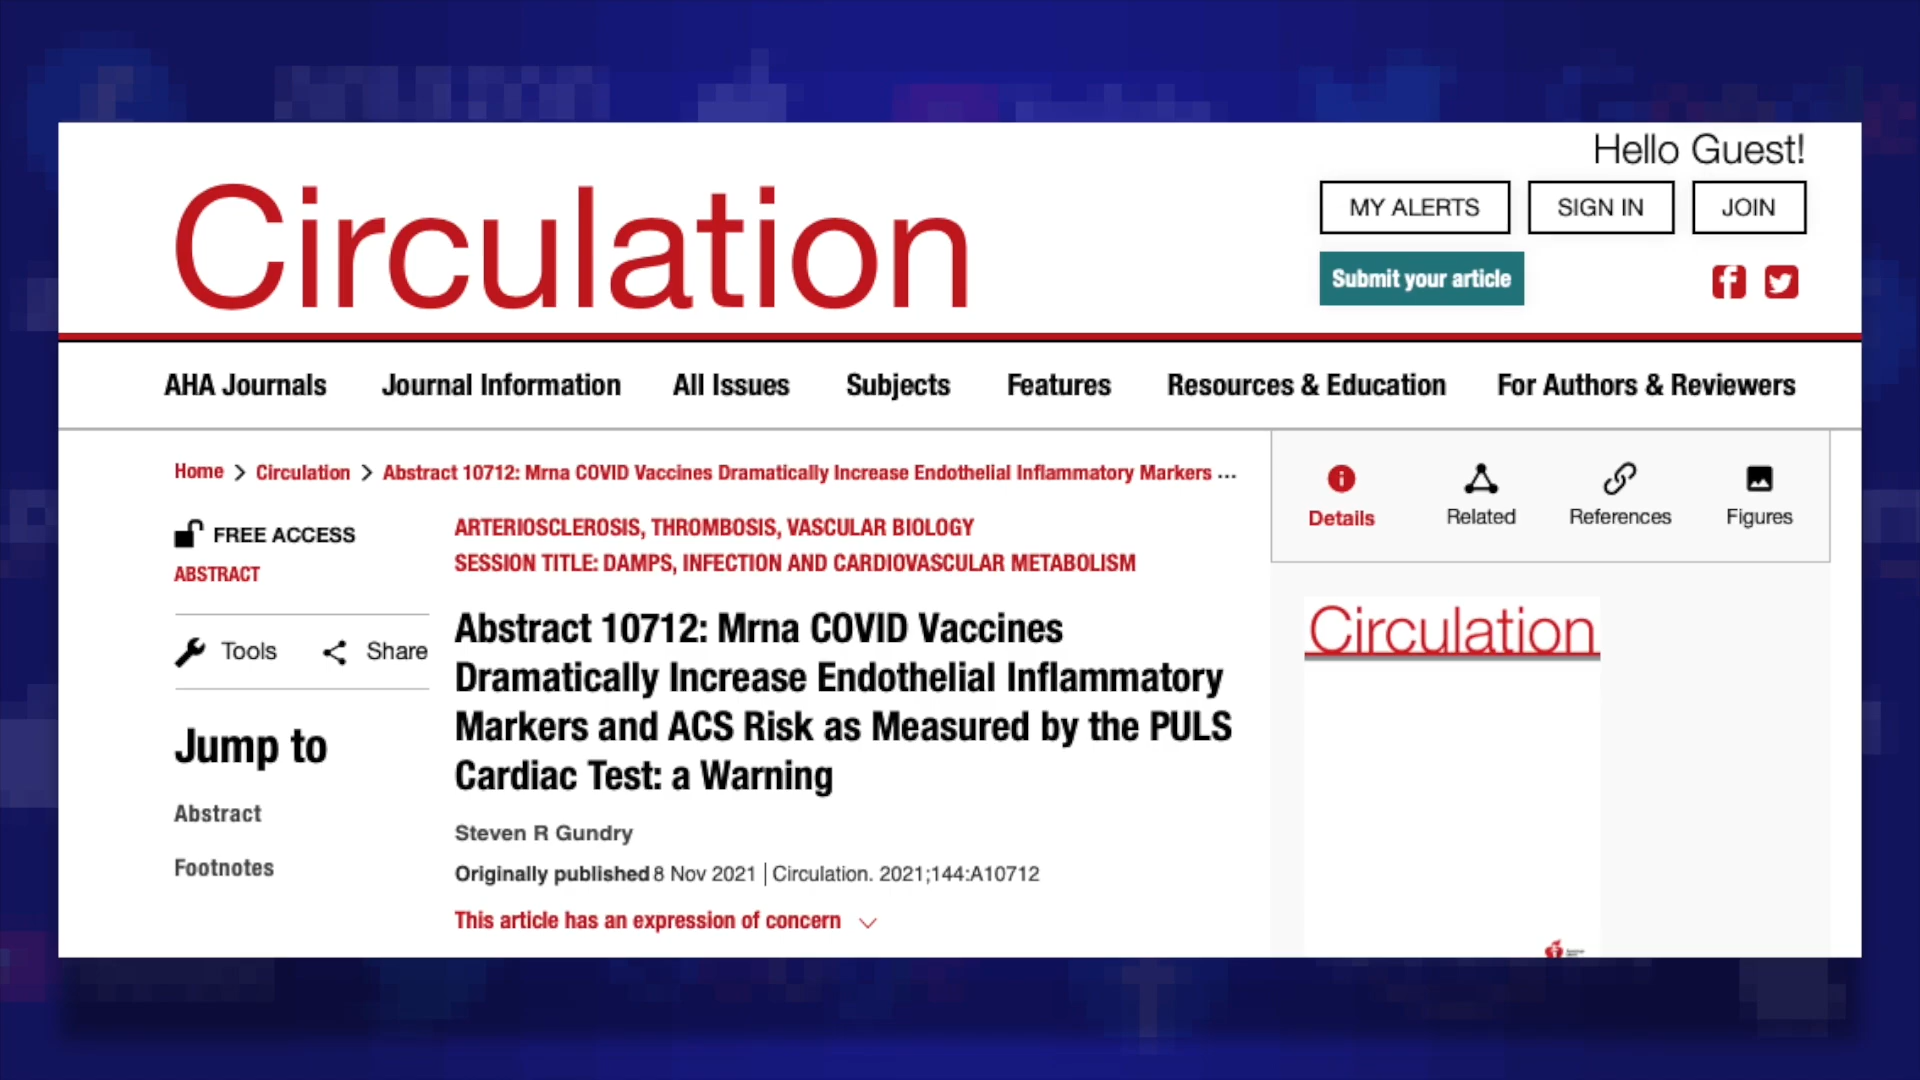 Circulation
Hello Guest!
MY ALERTS
SIGN IN
JOIN
Submit your article
AHA Journals
Journal Information
All Issues
Subjects
Features
Resources & Education
For Authors & Reviewers
Home > Circulation > Abstract 10712: Mrna COVID Vaccines Dramatically Increase Endothelial Inflammatory Markers ...
FREE ACCESS
ABSTRACT
Tools
Share
Jump to
Abstract
Footnotes
ARTERIOSCLEROSIS, THROMBOSIS, VASCULAR BIOLOGY
SESSION TITLE: DAMPS, INFECTION AND CARDIOVASCULAR METABOLISM
Abstract 10712: Mrna COVID Vaccines
Dramatically Increase Endothelial Inflammatory
Markers and ACS Risk as Measured by the PULS
Cardiac Test: a Warning
Steven R Gundry
Originally published 8 Nov 2021 | Circulation. 2021;144:A10712
This article has an expression of concern
Details
Related
References
Figures
Circulation